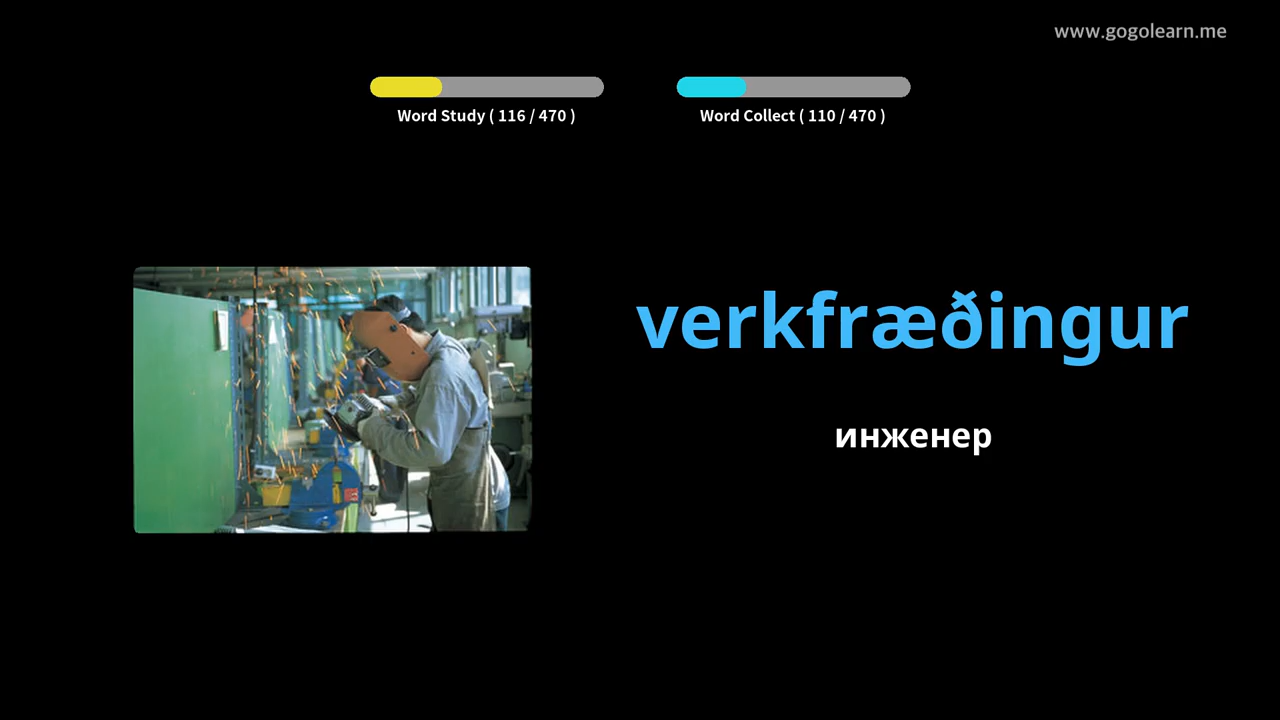 www.gogolearn.me
Word Study ( 116 / 470 )
Word Collect ( 110 / 470 )
verkfræðingur
инженер